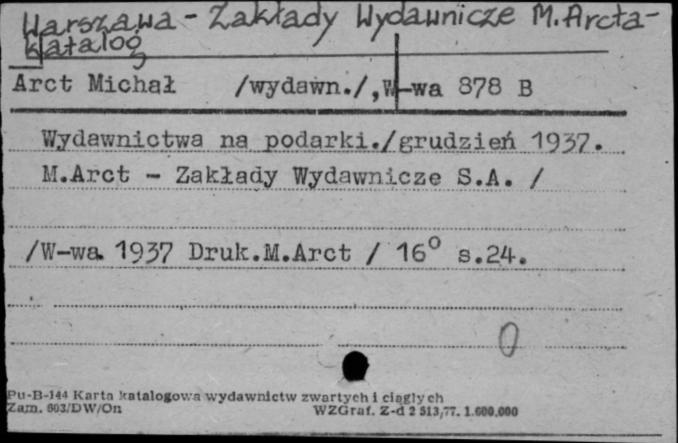 Warszawa - Zakłady Wydawnicze M.Arcta -
katalog
Arct Michał /wydawn./,W-wa 878 B
Wydawnictwa na podarki./grudzień 1937.
M.Arct - Zakłady Wydawnicze S.A. /
/W-wa 1937 Druk.M.Arct / 16° s.24.
0
Pu-B-144 Karta katalogowa wydawnictw zwartych i ciągłych
Zam. 603/DW/On WZGraf. Z-d 2 513/77. 1.600.000